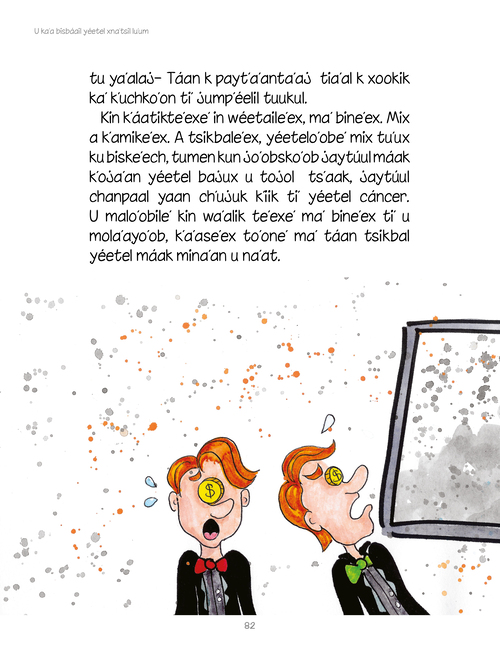 U ka'a bisbáail yéetel xna'tsil lu'um
tu ya'alaj- Táan k payt'a'anta'aj tia'al k xookik
ka' k'uchko'on ti' jump'éelil tuukul.
Kin k'áatikte'exe' in wéetaile'ex, ma' bine'ex. Mix
a k'amike'ex. A tsikbale'ex, yéetelo'obe' mix tu'ux
ku biske'ech, tumen kun jo'obsko'ob jaytúul máak
k'oja'an yéetel bajux u tojol ts'aak, jaytúul
chanpaal yaan ch'ujuk k'iik ti' yéetel cáncer.
U malo'obile' kin wa'alik te'exe' ma' bine'ex ti' u
mola'ayo'ob, k'a'ase'ex to'one' ma' táan tsikbal
yéetel máak mina'an u na'at.
$
$
82